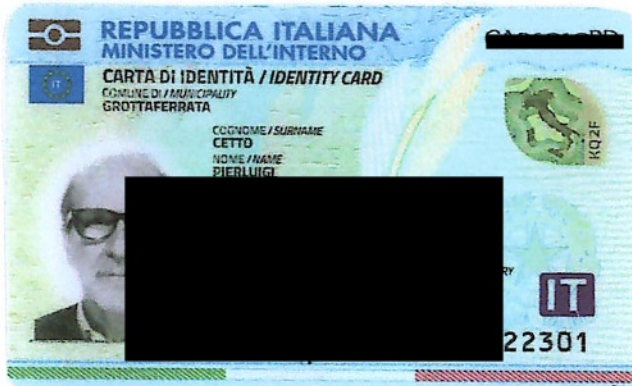 REPUBBLICA ITALIANA
MINISTERO DELL'INTERNO
CARTA DI IDENTITÀ / IDENTITY CARD
COMUNE DI / MUNICIPALITY
GROTTAFERRATA
COGNOME / SURNAME
CETTO
NOME / NAME
PIERLUIGI
KQ2F
IT
IT
22301